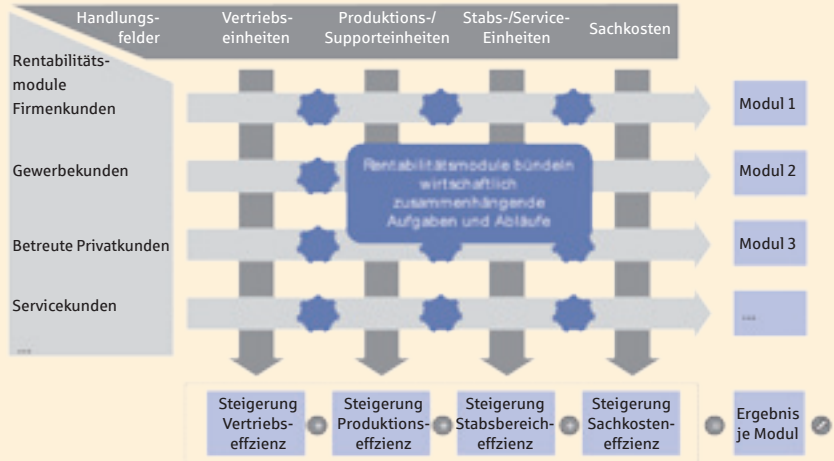 Handlungs-
felder
Vertriebs-
einheiten
Produktions-/
Supporteinheiten
Stabs-/Service-
Einheiten
Sachkosten
Rentabilitäts-
module
Firmenkunden
Modul 1
Gewerbekunden
Rentabilitätsmodule bündeln
wirtschaftlich
zusammenhängende
Aufgaben und Abläufe
Modul 2
Betreute Privatkunden
Modul 3
Servicekunden
...
...
Steigerung
Vertriebs-
effzienz
Steigerung
Produktions-
effizienz
Steigerung
Stabsbereich-
effzienz
Steigerung
Sachkosten-
effizienz
Ergebnis
je Modul